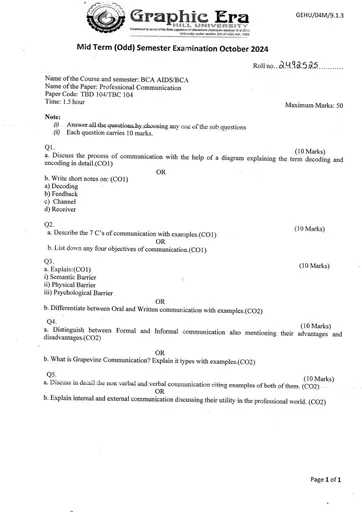 GEHU/04M/9.1.3
Graphic Era
HILL UNIVERSITY
Mid Term (Odd) Semester Examination October 2024
Roll no..2492525............
Name of the Course and semester: BCA AIDS/BCA
Name of the Paper: Professional Communication
Paper Code: TBD 104/TBC 104
Time: 1.5 hour
Maximum Marks: 50
Note:
(i) Answer all the questions by choosing any one of the sub questions
(ii) Each question carries 10 marks.
Q1.
(10 Marks)
a. Discuss the process of communication with the help of a diagram explaining the term decoding and
encoding in detail.(CO1)
OR
b. Write short notes on: (CO1)
a) Decoding
b) Feedback
c) Channel
d) Receiver
Q2.
(10 Marks)
a. Describe the 7 C's of communication with examples.(CO1)
OR
b. List down any four objectives of communication.(CO1)
Q3.
(10 Marks)
a. Explain:(CO1)
i) Semantic Barrier
ii) Physical Barrier
iii) Psychological Barrier
OR
b. Differentiate between Oral and Written communication with examples.(CO2)
Q4.
(10 Marks)
a. Distinguish between Formal and Informal communication also mentioning their advantages and
disadvantages.(CO2)
OR
b. What is Grapevine Communication? Explain it types with examples.(CO2)
Q5.
(10 Marks)
a. Discuss in detail the non verbal and verbal communication citing examples of both of them. (CO2)
OR
b. Explain internal and external communication discussing their utility in the professional world. (CO2)
Page 1 of 1